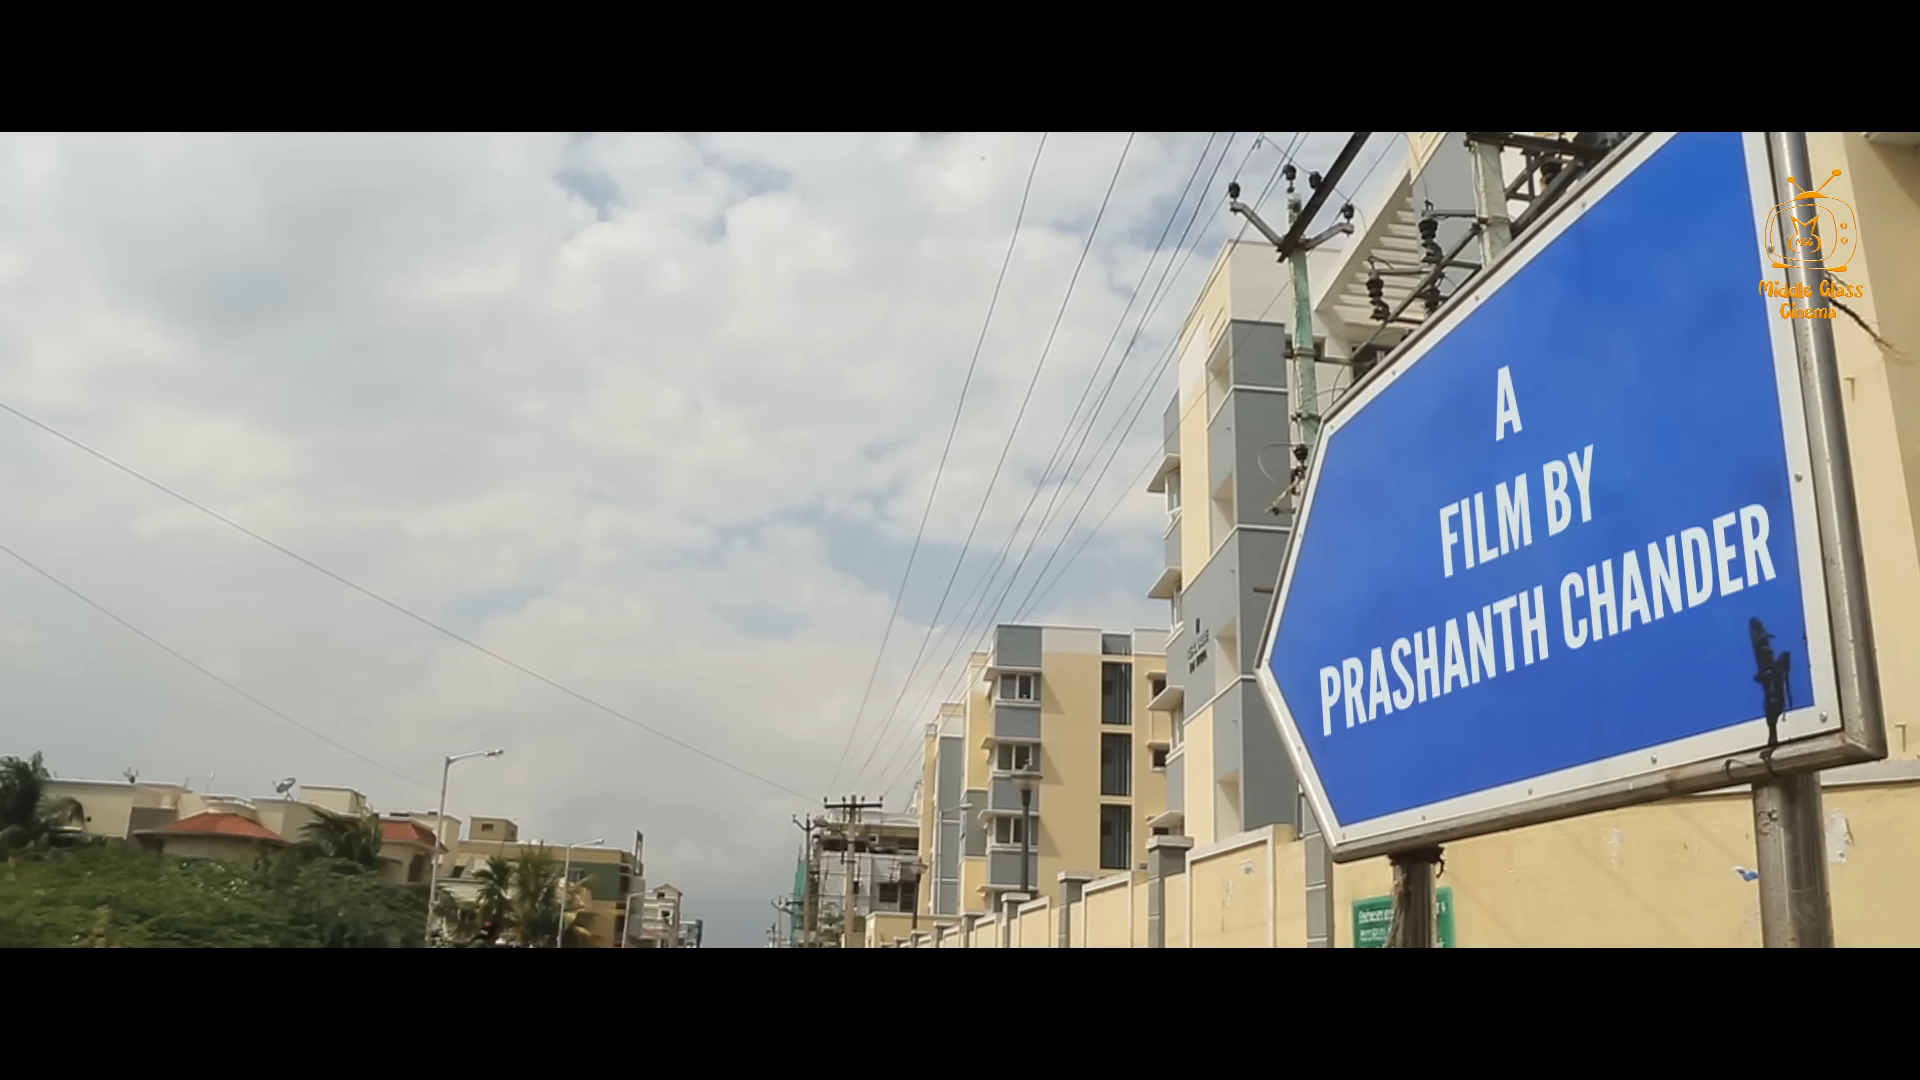 A
FILM BY
PRASHANTH CHANDER
Middle Class
Cinema